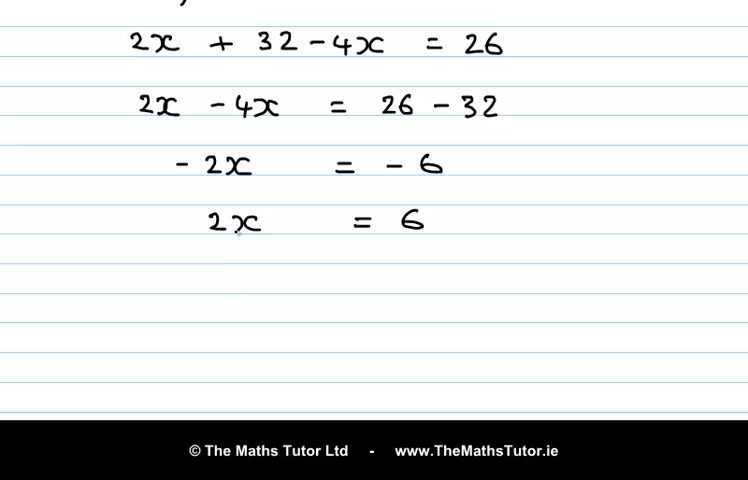 2x + 32 - 4x = 26
2x - 4x = 26 - 32
- 2x = - 6
2x = 6
© The Maths Tutor Ltd - www.TheMathsTutor.ie